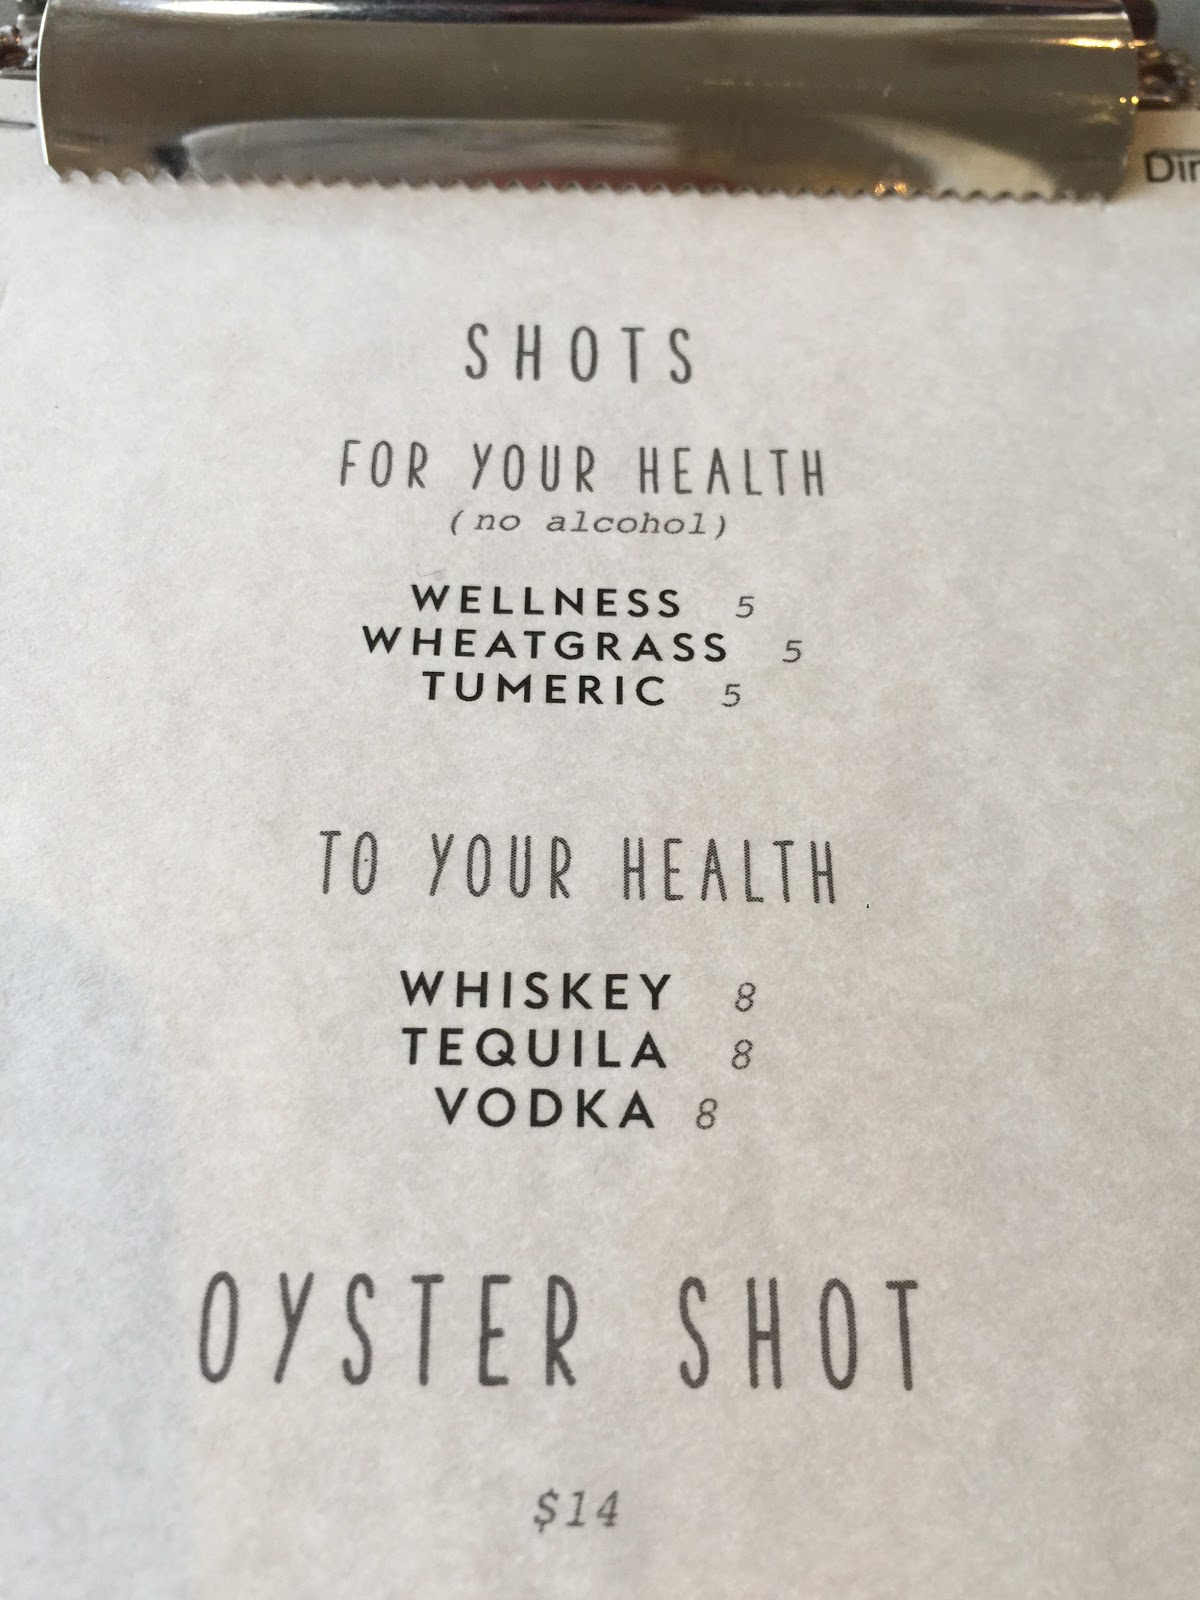 Din
SHOTS
FOR YOUR HEALTH
(no alcohol)
WELLNESS 5
WHEATGRASS 5
TUMERIC 5
TO YOUR HEALTH
WHISKEY 8
TEQUILA 8
VODKA 8
OYSTER SHOT
$14